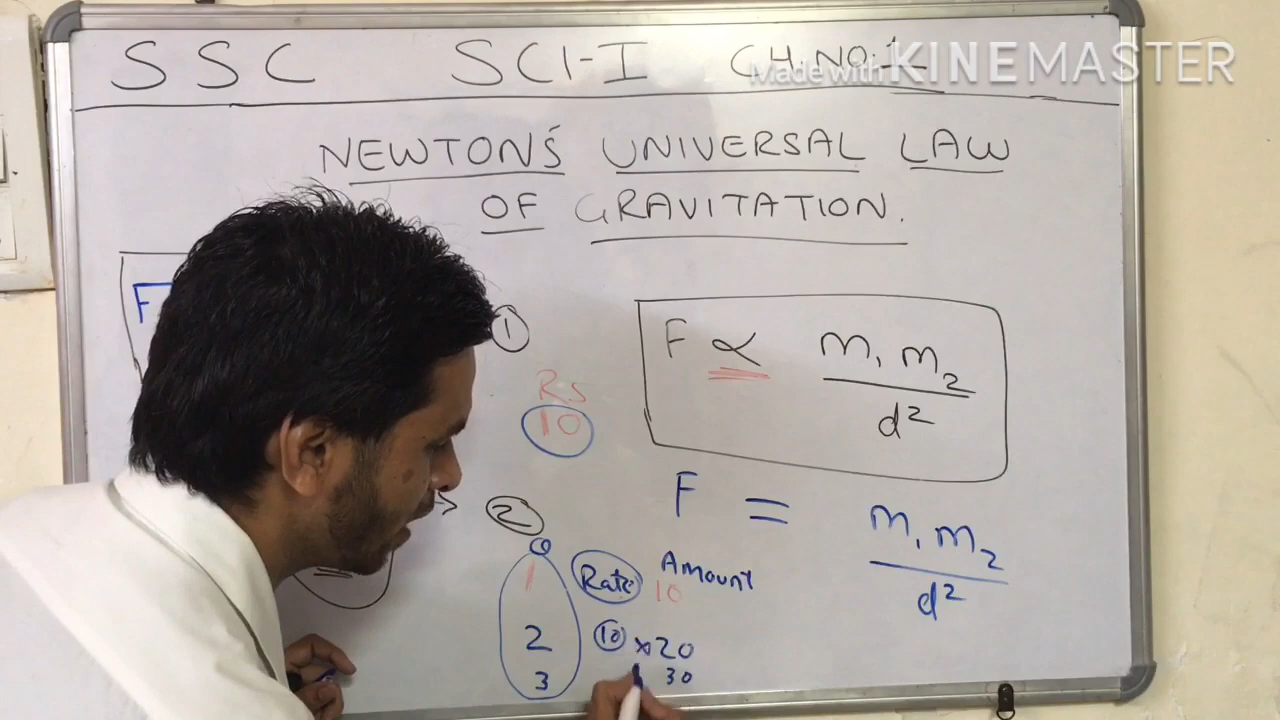 SSC SCI-I CH.NO:1
Made with KINEMASTER
NEWTON'S UNIVERSAL LAW
OF GRAVITATION.
F
①
F ∝ m₁ m₂
d²
Rs
10
F = m₁ m₂
d²
②
Rate Amount
1 10
2 10 × 20
3 30